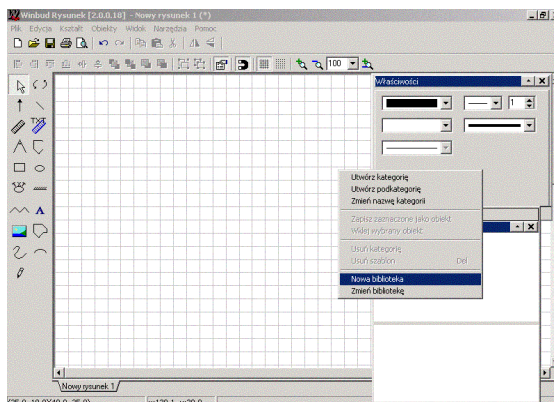 Winbud Rysunek [2.0.0.18] - Nowy rysunek 1 (*)
Plik Edycja Kształt Obiekty Widok Narzędzia Pomoc
100
Właściwości
1
TXT
A
Utwórz kategorię
Utwórz podkategorię
Zmień nazwę kategorii
Zapisz zaznaczone jako obiekt
Wklej wybrany obiekt
Usuń kategorię
Usuń szablon Del
Nowa biblioteka
Zmień bibliotekę
Nowy rysunek 1